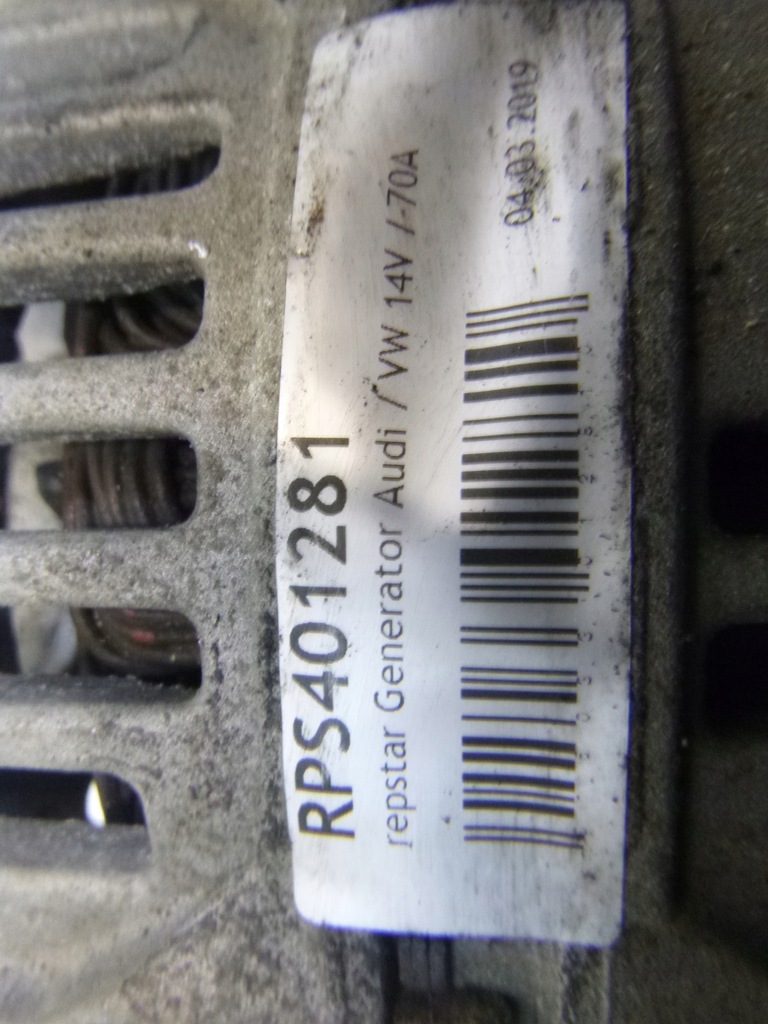 RPS401281
repstar Generator Audi / VW 14V /-70A
04.03.2019